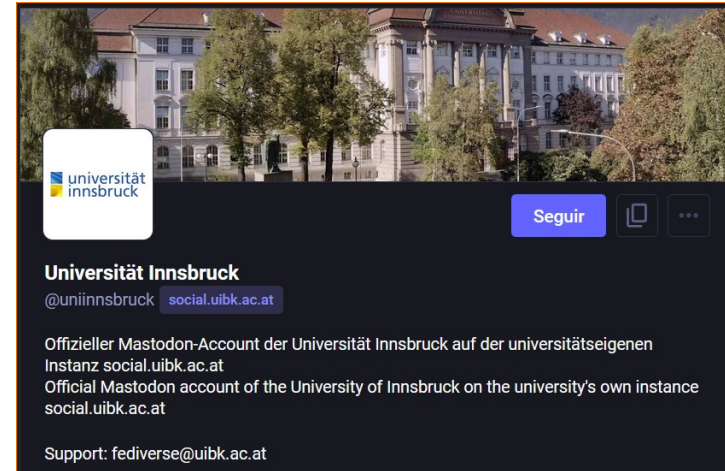 universität
innsbruck
Seguir
Universität Innsbruck
@uniinnsbruck social.uibk.ac.at
Offizieller Mastodon-Account der Universität Innsbruck auf der universitätseigenen
Instanz social.uibk.ac.at
Official Mastodon account of the University of Innsbruck on the university's own instance
social.uibk.ac.at
Support: fediverse@uibk.ac.at